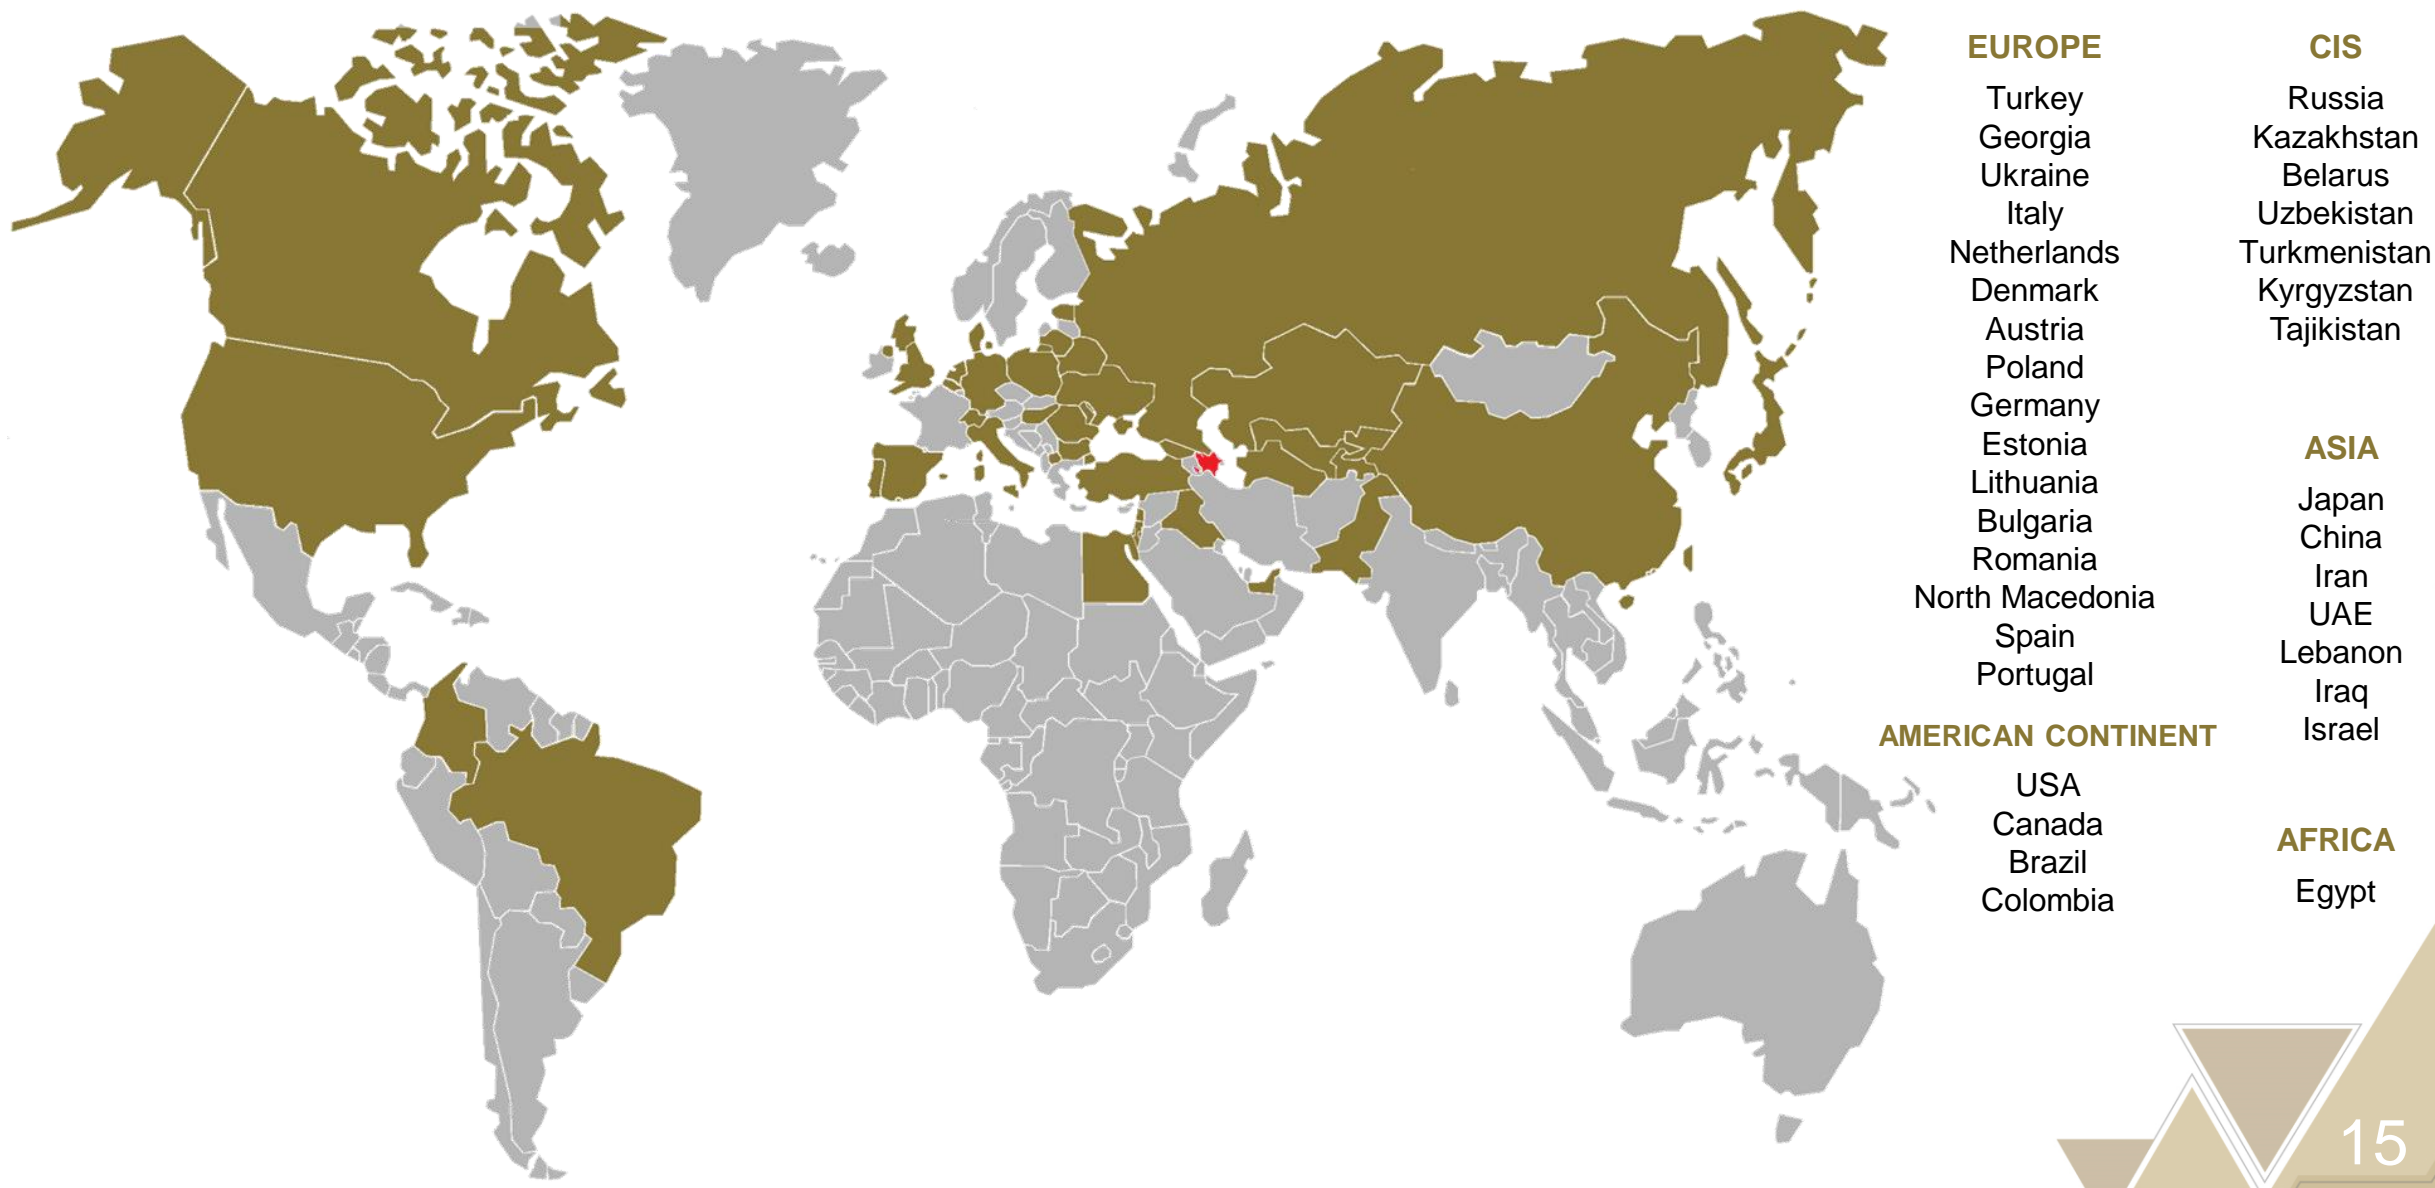 EUROPE
Turkey
Georgia
Ukraine
Italy
Netherlands
Denmark
Austria
Poland
Germany
Estonia
Lithuania
Bulgaria
Romania
North Macedonia
Spain
Portugal
AMERICAN CONTINENT
USA
Canada
Brazil
Colombia
CIS
Russia
Kazakhstan
Belarus
Uzbekistan
Turkmenistan
Kyrgyzstan
Tajikistan
ASIA
Japan
China
Iran
UAE
Lebanon
Iraq
Israel
AFRICA
Egypt
15